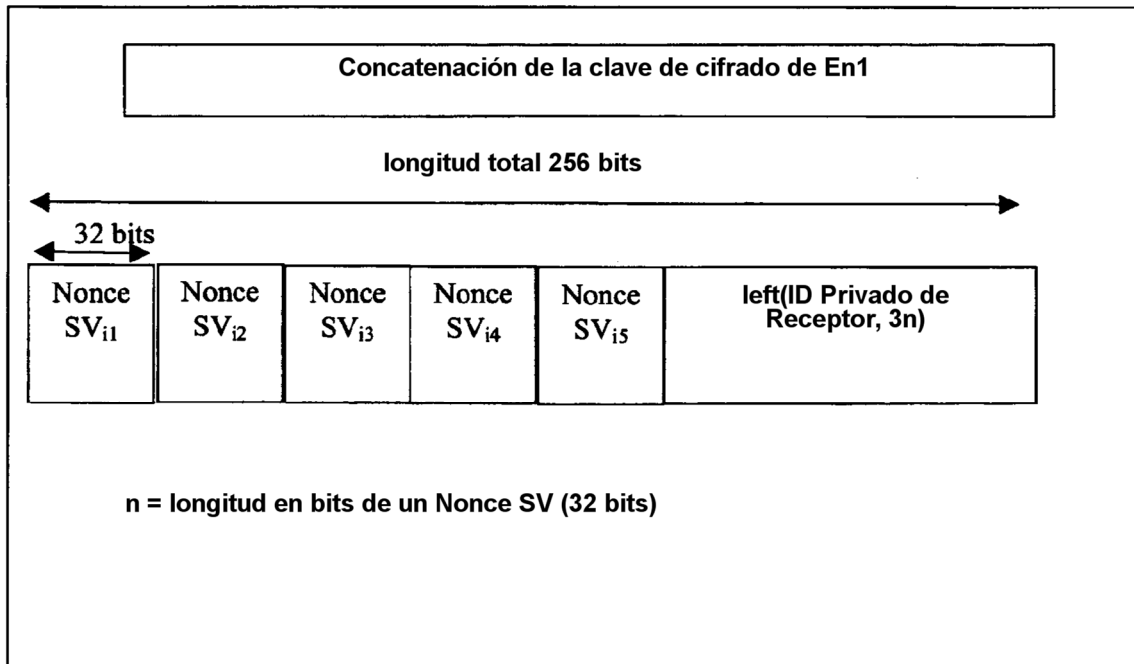 Concatenación de la clave de cifrado de En1
longitud total 256 bits
32 bits
Nonce
SVi1
Nonce
SVi2
Nonce
SVi3
Nonce
SVi4
Nonce
SVi5
left(ID Privado de
Receptor, 3n)
n = longitud en bits de un Nonce SV (32 bits)